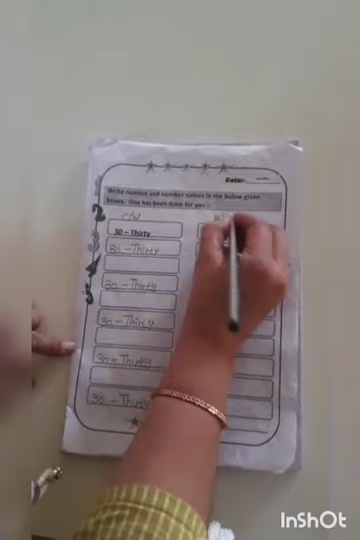 Date:-
Write number and number names in the below given
boxes. One has been done for you :-
C/W
30 – Thirty
30 - Thirty
30 - Thirty
30 - Thirty
30 - Thirty
30 - Thirty
InShOt